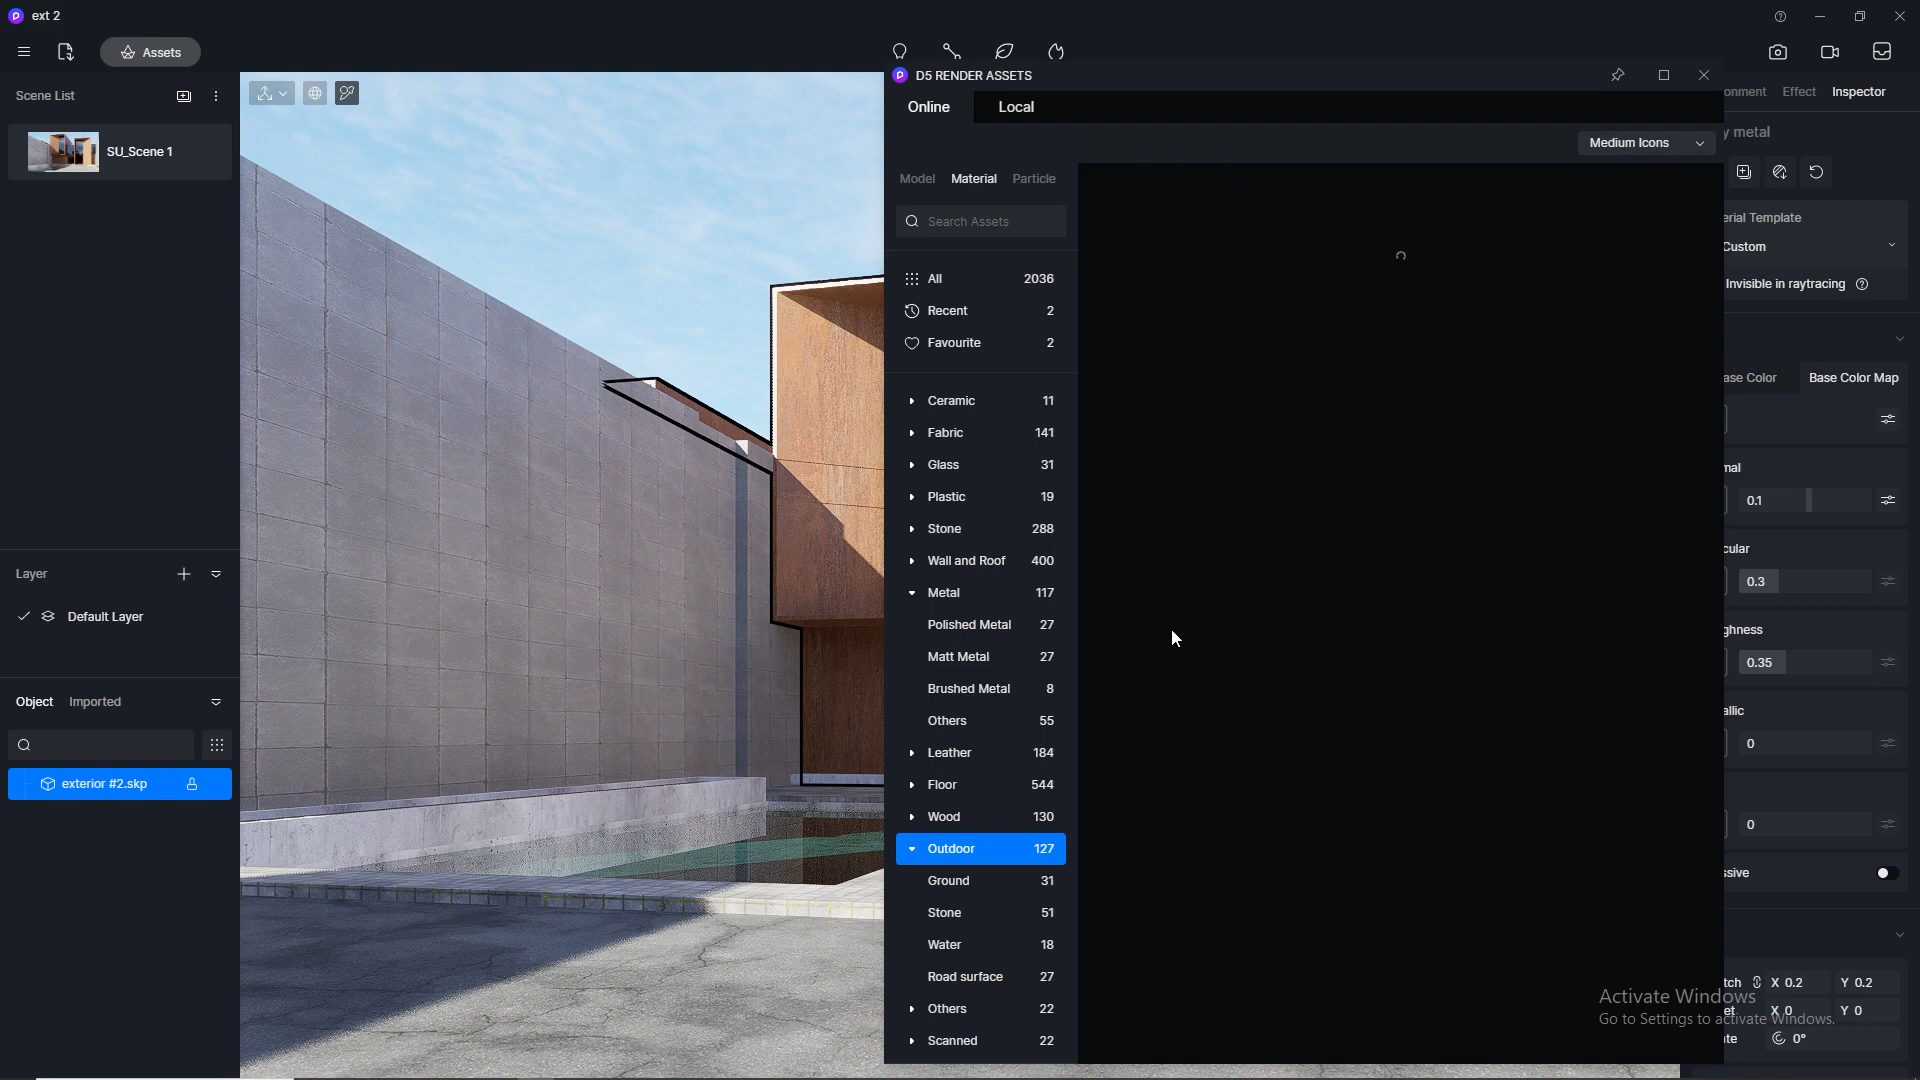 ext 2
Assets
Scene List
SU_Scene 1
Layer
Default Layer
Object Imported
exterior #2.skp
D5 RENDER ASSETS
Online Local
Medium Icons
Model Material Particle
Search Assets
All 2036
Recent 2
Favourite 2
Ceramic 11
Fabric 141
Glass 31
Plastic 19
Stone 288
Wall and Roof 400
Metal 117
Polished Metal 27
Matt Metal 27
Brushed Metal 8
Others 55
Leather 184
Floor 544
Wood 130
Outdoor 127
Ground 31
Stone 51
Water 18
Road surface 27
Others 22
Scanned 22
onment Effect Inspector
y metal
erial Template
Custom
Invisible in raytracing
ase Color Base Color Map
mal
0.1
cular
0.3
ghness
0.35
allic
0
0
ssive
tch X 0.2 Y 0.2
et X 0 Y 0
te 0°
Activate Windows
Go to Settings to activate Windows.